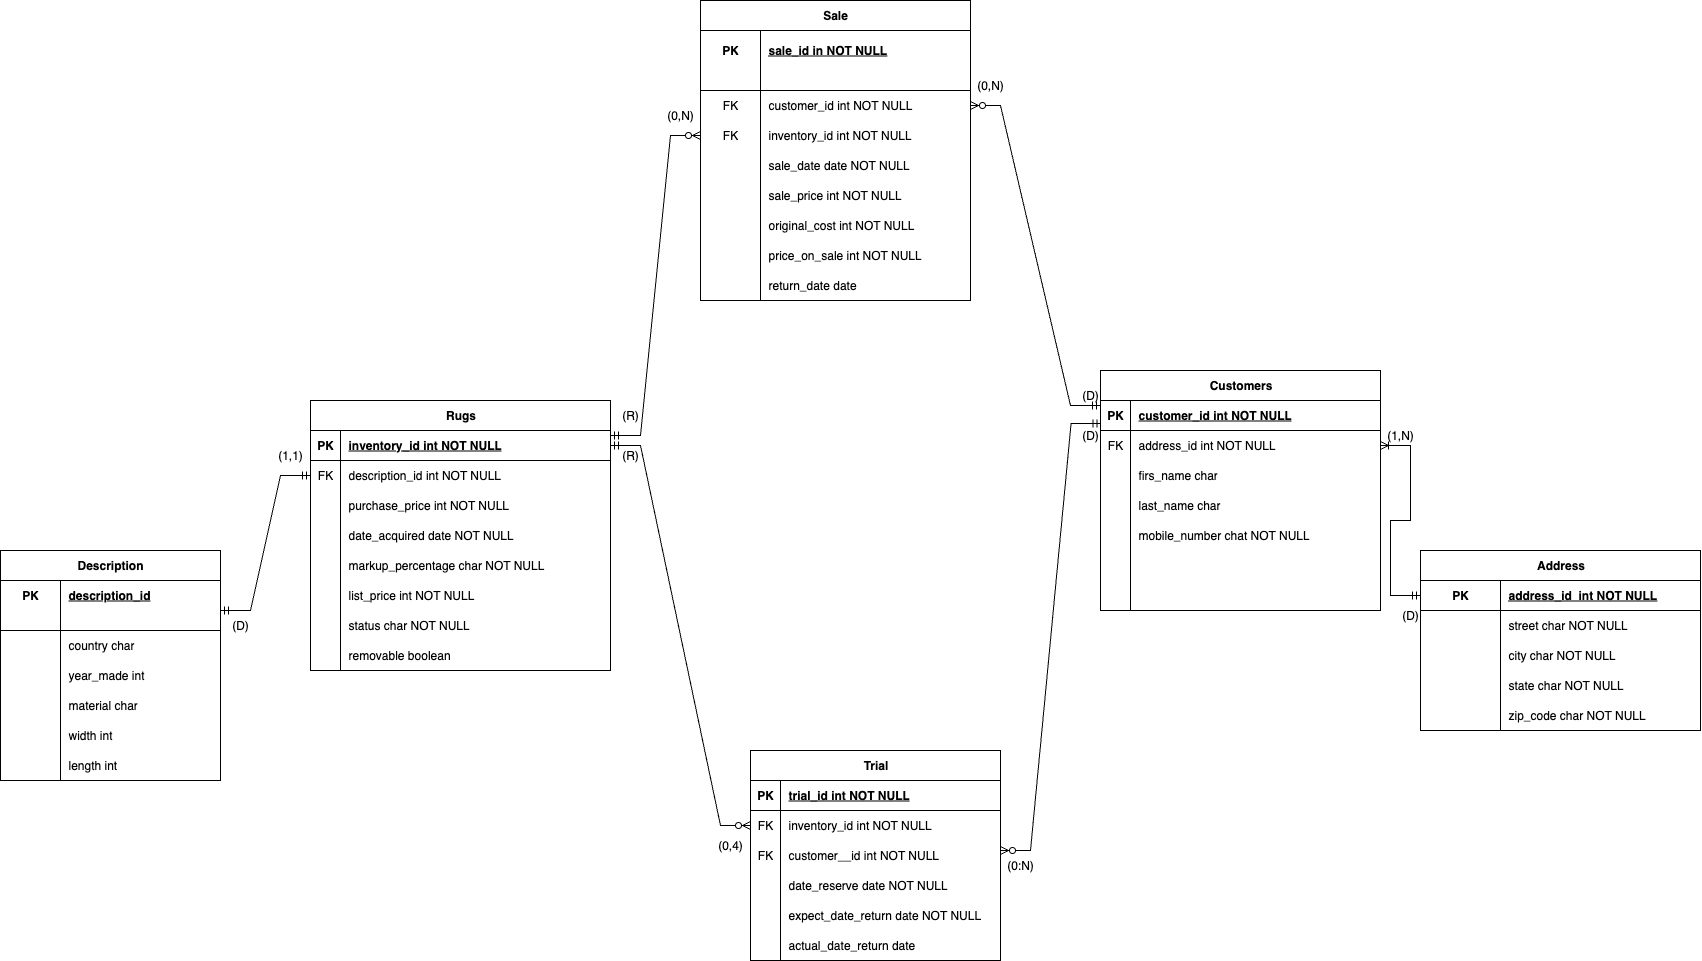 Sale
PK sale_id in NOT NULL
FK customer_id int NOT NULL
FK inventory_id int NOT NULL
sale_date date NOT NULL
sale_price int NOT NULL
original_cost int NOT NULL
price_on_sale int NOT NULL
return_date date
(0,N)
(0,N)
Rugs
PK inventory_id int NOT NULL
FK description_id int NOT NULL
purchase_price int NOT NULL
date_acquired date NOT NULL
markup_percentage char NOT NULL
list_price int NOT NULL
status char NOT NULL
removable boolean
(1,1)
(R)
(R)
Description
PK description_id
country char
year_made int
material char
width int
length int
(D)
Customers
PK customer_id int NOT NULL
FK address_id int NOT NULL
firs_name char
last_name char
mobile_number chat NOT NULL
(D)
(D)
(1,N)
Address
PK address_id  int NOT NULL
street char NOT NULL
city char NOT NULL
state char NOT NULL
zip_code char NOT NULL
(D)
Trial
PK trial_id int NOT NULL
FK inventory_id int NOT NULL
FK customer__id int NOT NULL
date_reserve date NOT NULL
expect_date_return date NOT NULL
actual_date_return date
(0,4)
(0:N)